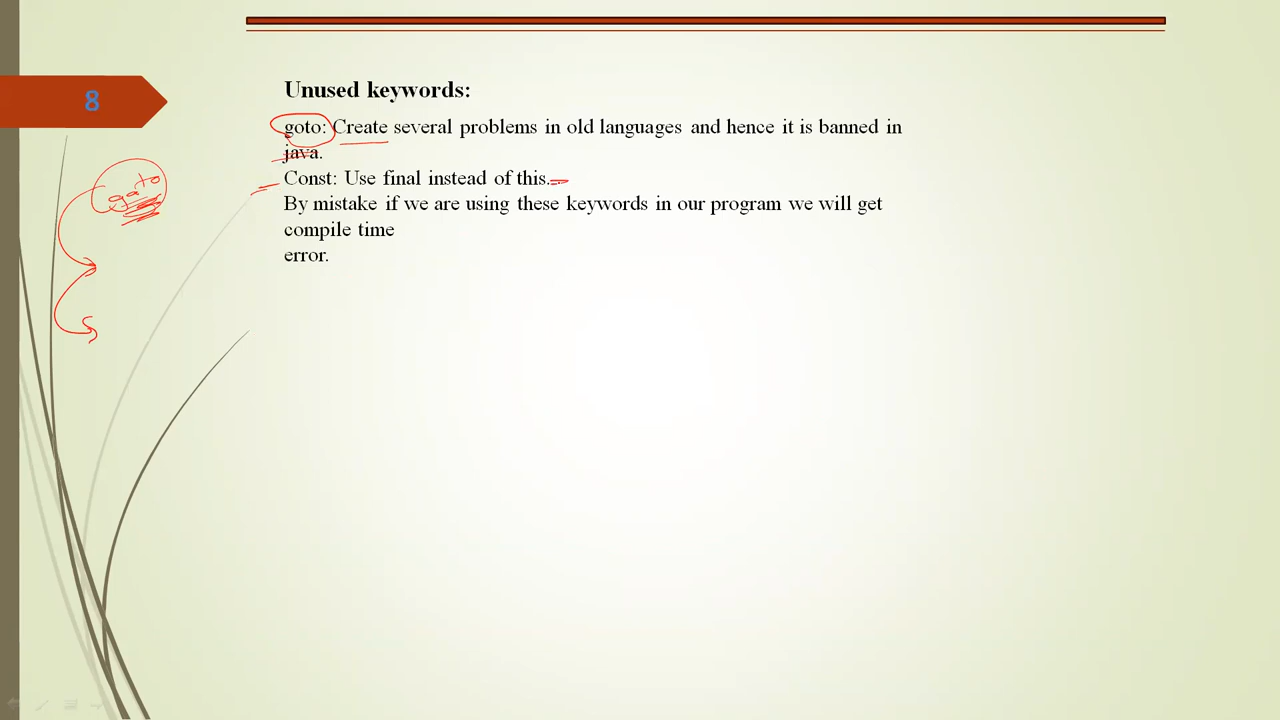 8
Unused keywords:
goto: Create several problems in old languages and hence it is banned in
java.
goto
Const: Use final instead of this.
By mistake if we are using these keywords in our program we will get
compile time
error.